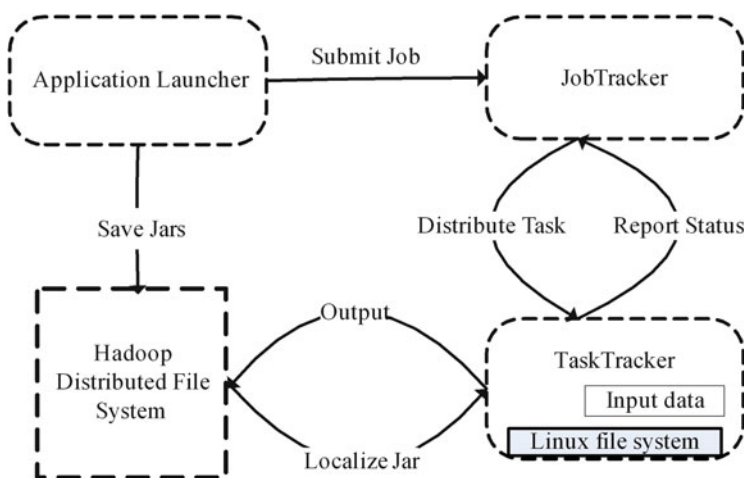 Application Launcher
Submit Job
JobTracker
Save Jars
Distribute Task
Report Status
Hadoop
Distributed File
System
Output
Localize Jar
TaskTracker
Input data
Linux file system